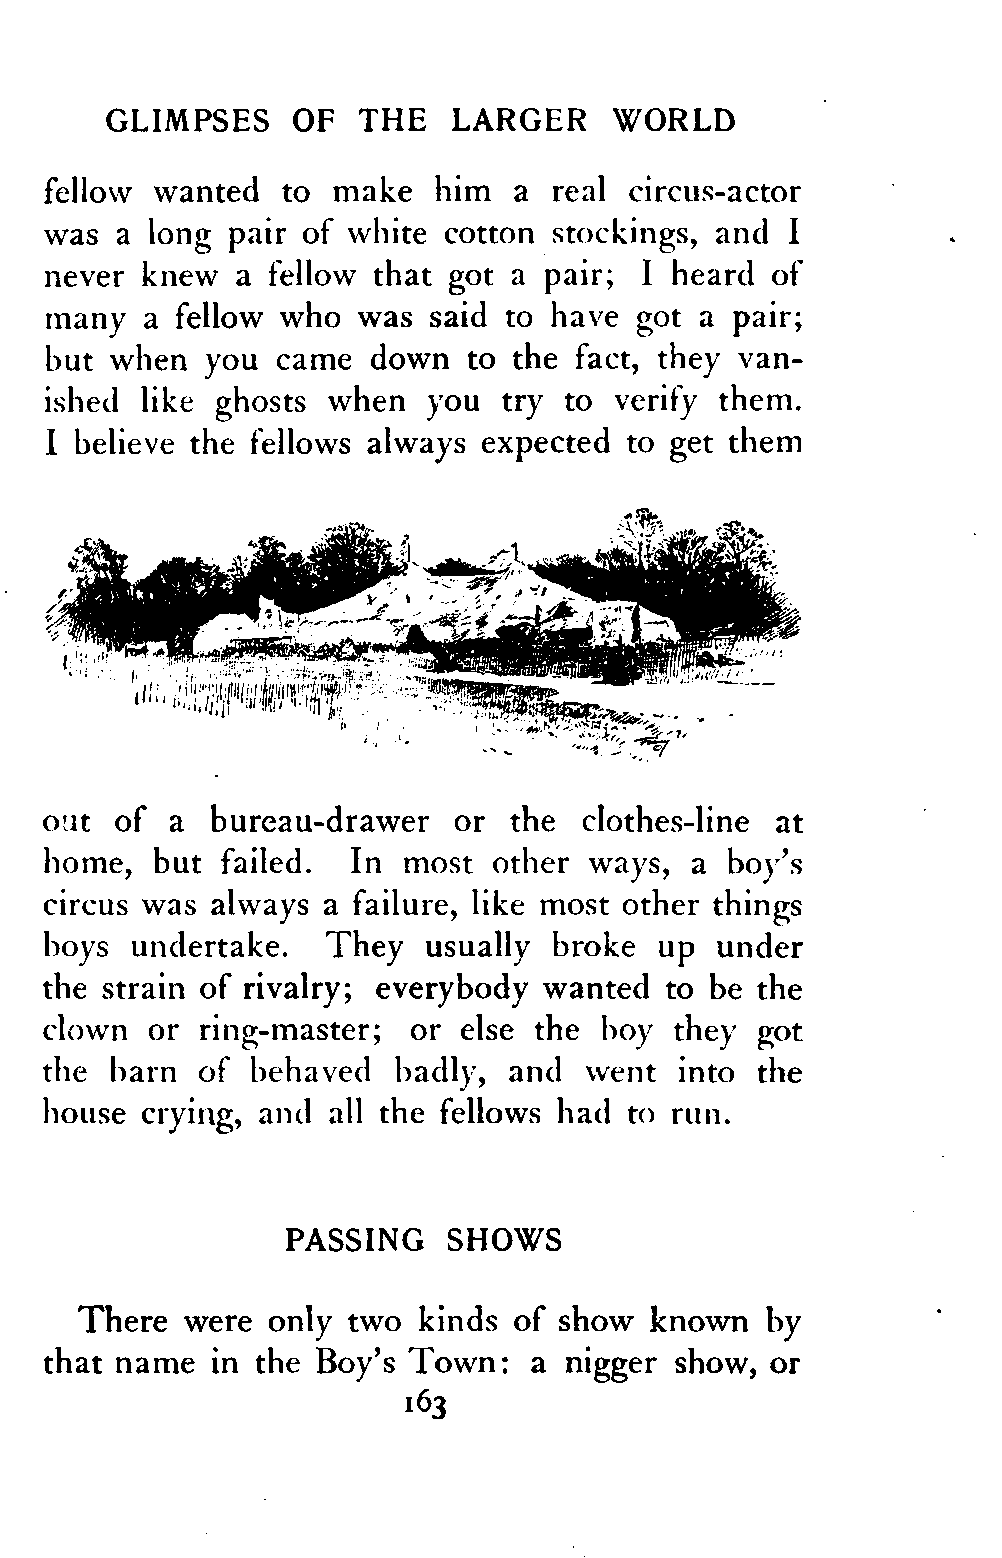 GLIMPSES OF THE LARGER WORLD
fellow wanted to make him a real circus-actor
was a long pair of white cotton stockings, and I
never knew a fellow that got a pair; I heard of
many a fellow who was said to have got a pair;
but when you came down to the fact, they van-
ished like ghosts when you try to verify them.
I believe the fellows always expected to get them
out of a bureau-drawer or the clothes-line at
home, but failed. In most other ways, a boy's
circus was always a failure, like most other things
boys undertake. They usually broke up under
the strain of rivalry; everybody wanted to be the
clown or ring-master; or else the boy they got
the barn of behaved badly, and went into the
house crying, and all the fellows had to run.
PASSING SHOWS
There were only two kinds of show known by
that name in the Boy's Town: a nigger show, or
163